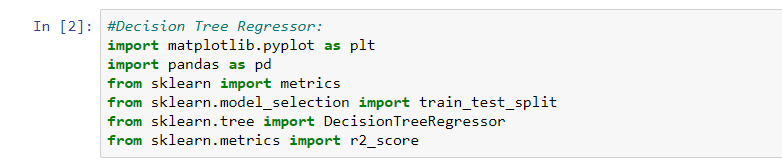 In [2]: #Decision Tree Regressor:
import matplotlib.pyplot as plt
import pandas as pd
from sklearn import metrics
from sklearn.model_selection import train_test_split
from sklearn.tree import DecisionTreeRegressor
from sklearn.metrics import r2_score